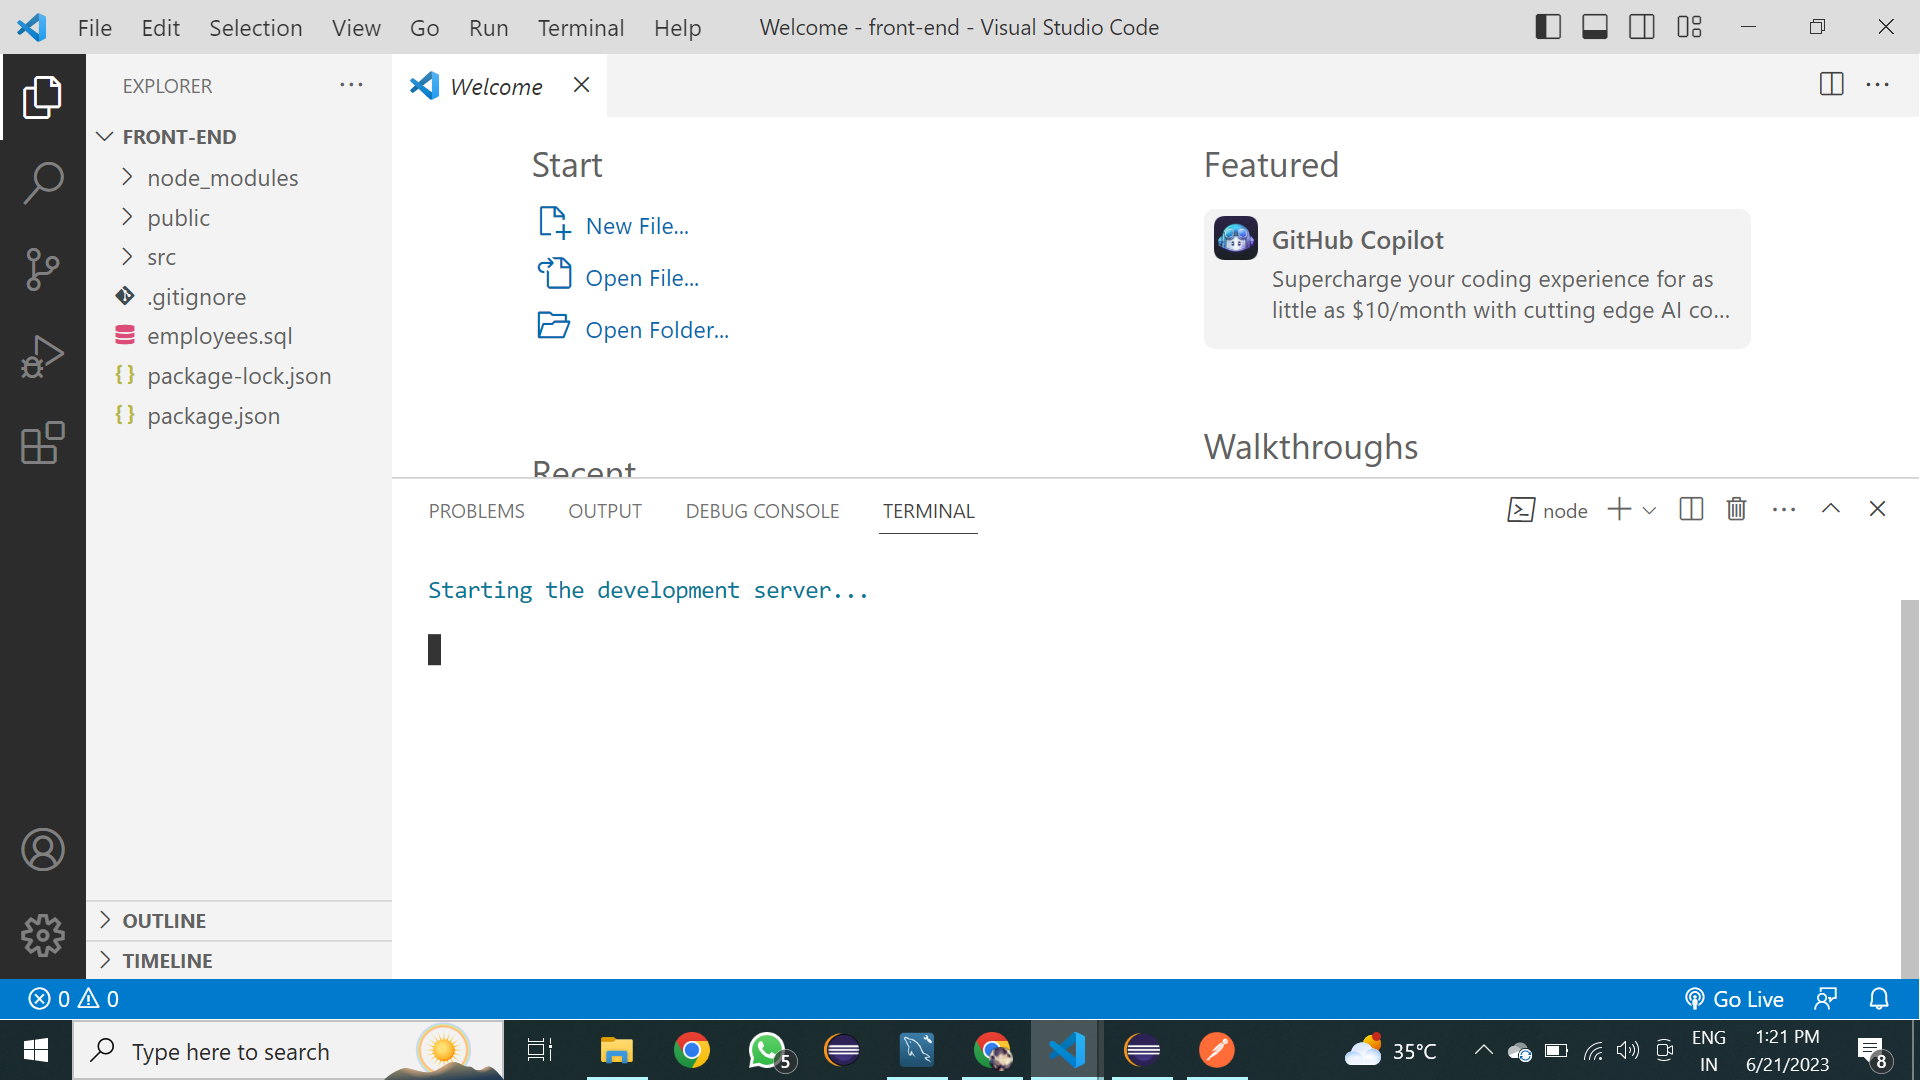 File Edit Selection View Go Run Terminal Help Welcome - front-end - Visual Studio Code
EXPLORER
Welcome
FRONT-END
node_modules
public
src
.gitignore
employees.sql
package-lock.json
package.json
OUTLINE
TIMELINE
Start
New File...
Open File...
Open Folder...
Recent
Featured
GitHub Copilot
Supercharge your coding experience for as
little as $10/month with cutting edge AI co...
Walkthroughs
PROBLEMS OUTPUT DEBUG CONSOLE TERMINAL node
Starting the development server...
0 0 Go Live
Type here to search
5
35°C
ENG
IN
1:21 PM
6/21/2023
8